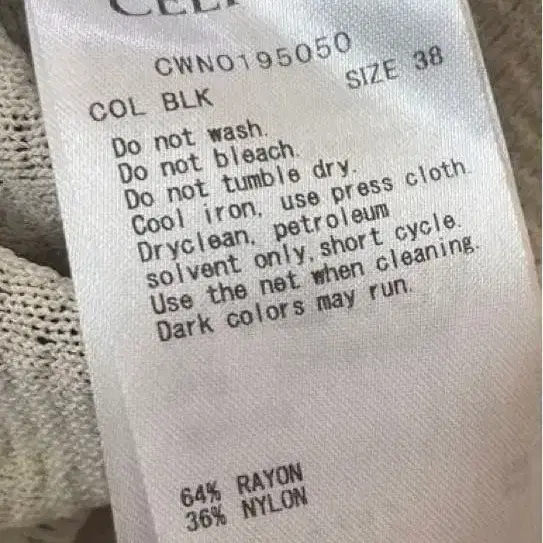 CWNO195050
COL BLK SIZE 38
Do not wash.
Do not bleach.
Do not tumble dry.
Cool iron, use press cloth.
Dryclean, petroleum
solvent only, short cycle.
Use the net when cleaning.
Dark colors may run.
64% RAYON
36% NYLON